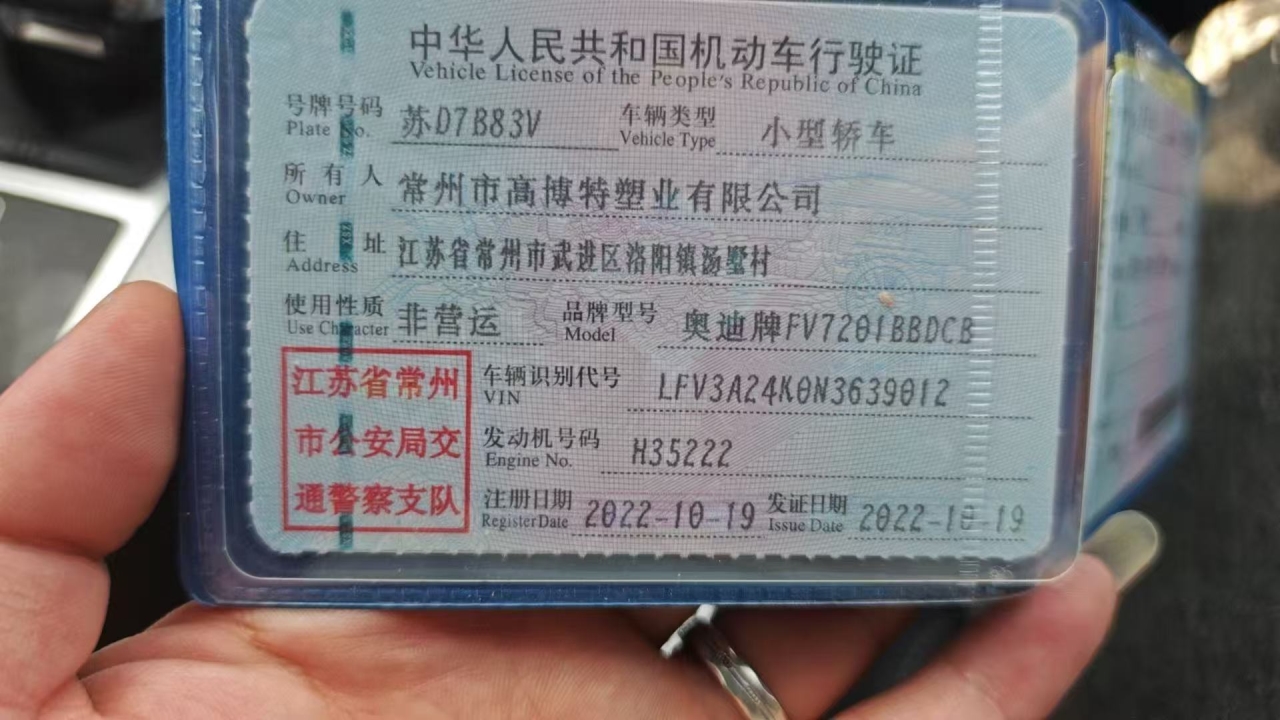 中华人民共和国机动车行驶证
Vehicle License of the People's Republic of China
号牌号码 苏D7B83V 车辆类型 小型轿车
Plate No. Vehicle Type
所有人 常州市高博特塑业有限公司
Owner
住址 江苏省常州市武进区洛阳镇汤墅村
Address
使用性质 非营运 品牌型号 奥迪牌FV7201BBDCB
Use Character Model
江苏省常州
市公安局交
通警察支队
车辆识别代号 LFV3A24K0N3639012
VIN
发动机号码 H35222
Engine No.
注册日期 2022-10-19 发证日期 2022-10-19
Register Date Issue Date